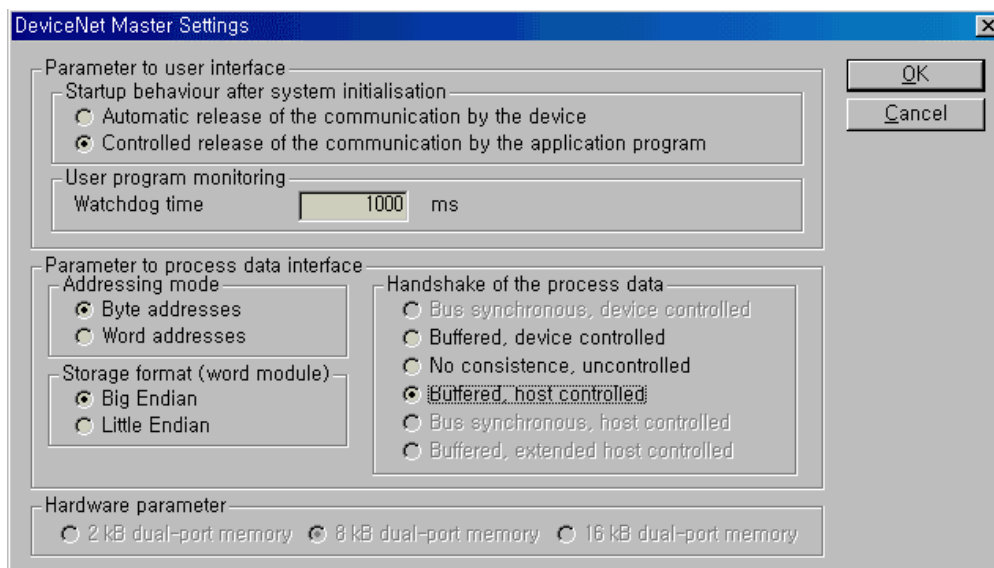 DeviceNet Master Settings
Parameter to user interface
Startup behaviour after system initialisation
Automatic release of the communication by the device
Controlled release of the communication by the application program
User program monitoring
Watchdog time 1000 ms
OK
Cancel
Parameter to process data interface
Addressing mode
Byte addresses
Word addresses
Storage format (word module)
Big Endian
Little Endian
Handshake of the process data
Bus synchronous, device controlled
Buffered, device controlled
No consistence, uncontrolled
Buffered, host controlled
Bus synchronous, host controlled
Buffered, extended host controlled
Hardware parameter
2 kB dual-port memory 8 kB dual-port memory 16 kB dual-port memory